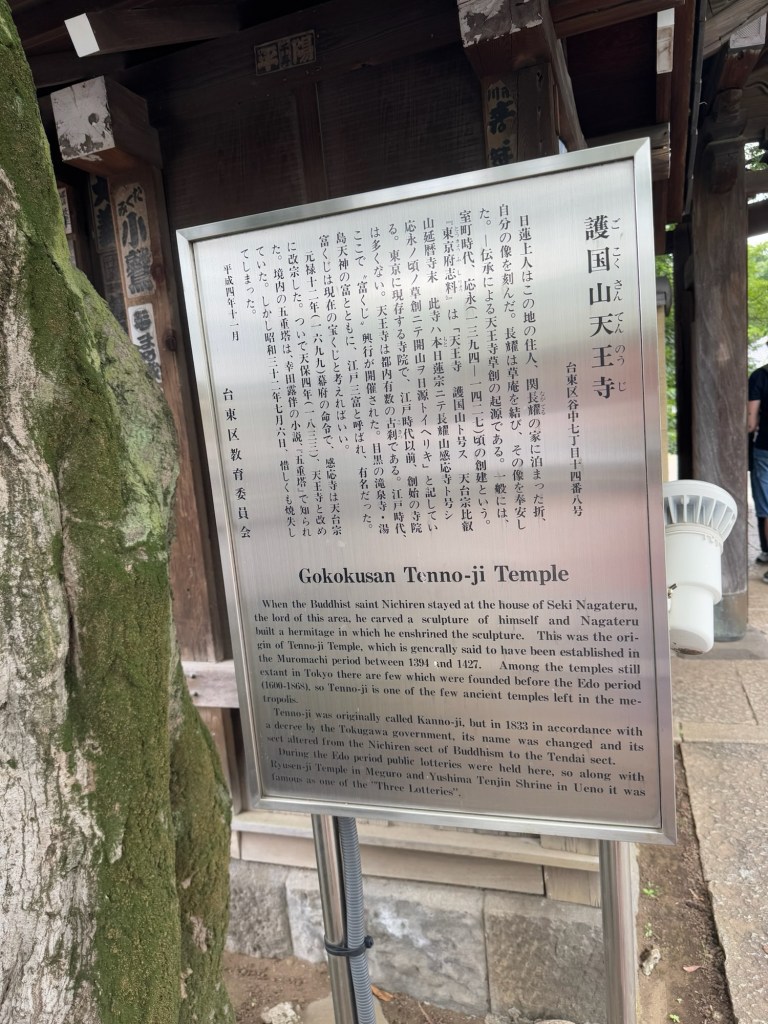 護国山天王寺
ごこくさんてんのうじ
台東区谷中七丁目十四番八号
日蓮上人はこの地の住人、関長耀の家に泊まった折、
自分の像を刻んだ。長耀は草庵を結び、その像を奉安し
た。―伝承による天王寺草創の起源である。一般には、
室町時代、応永(一三九四―一四二七)頃の創建という。
『東京府志料』は「天王寺 護国山ト号ス 天台宗比叡
山延暦寺末 此寺ハ本日蓮宗ニテ長耀山感応寺ト号シ
応永ノ頃ノ草創ニテ開山ヲ日源トイヘリキ」と記してい
る。東京に現存する寺院で、江戸時代以前、創始の寺院
は多くない。天王寺は都内有数の古刹である。江戸時代、
ここで〝富くじ〟興行が開催された。目黒の滝泉寺・湯
島天神の富とともに、江戸三富と呼ばれ、有名だった。
富くじは現在の宝くじと考えればいい。
元禄十二年(一六九九)幕府の命令で、感応寺は天台宗
に改宗した。ついで天保四年(一八三三)、天王寺と改め
た。境内の五重塔は、幸田露伴の小説『五重塔』で知られ
ていた。しかし昭和三十二年七月六日、惜しくも焼失し
てしまった。
平成四年十一月 台東区教育委員会
Gokokusan Tenno-ji Temple
When the Buddhist saint Nichiren stayed at the house of Seki Nagateru,
the lord of this area, he carved a sculpture of himself and Nagateru
built a hermitage in which he enshrined the sculpture. This was the ori-
gin of Tenno-ji Temple, which is generally said to have been established in
the Muromachi period between 1394 and 1427. Among the temples still
extant in Tokyo there are few which were founded before the Edo period
(1600-1868), so Tenno-ji is one of the few ancient temples left in the me-
tropolis.
Tenno-ji was originally called Kanno-ji, but in 1833 in accordance with
a decree by the Tokugawa government, its name was changed and its
sect altered from the Nichiren sect of Buddhism to the Tendai sect.
During the Edo period public lotteries were held here, so along with
Ryusen-ji Temple in Meguro and Yushima Tenjin Shrine in Ueno it was
famous as one of the "Three Lotteries".